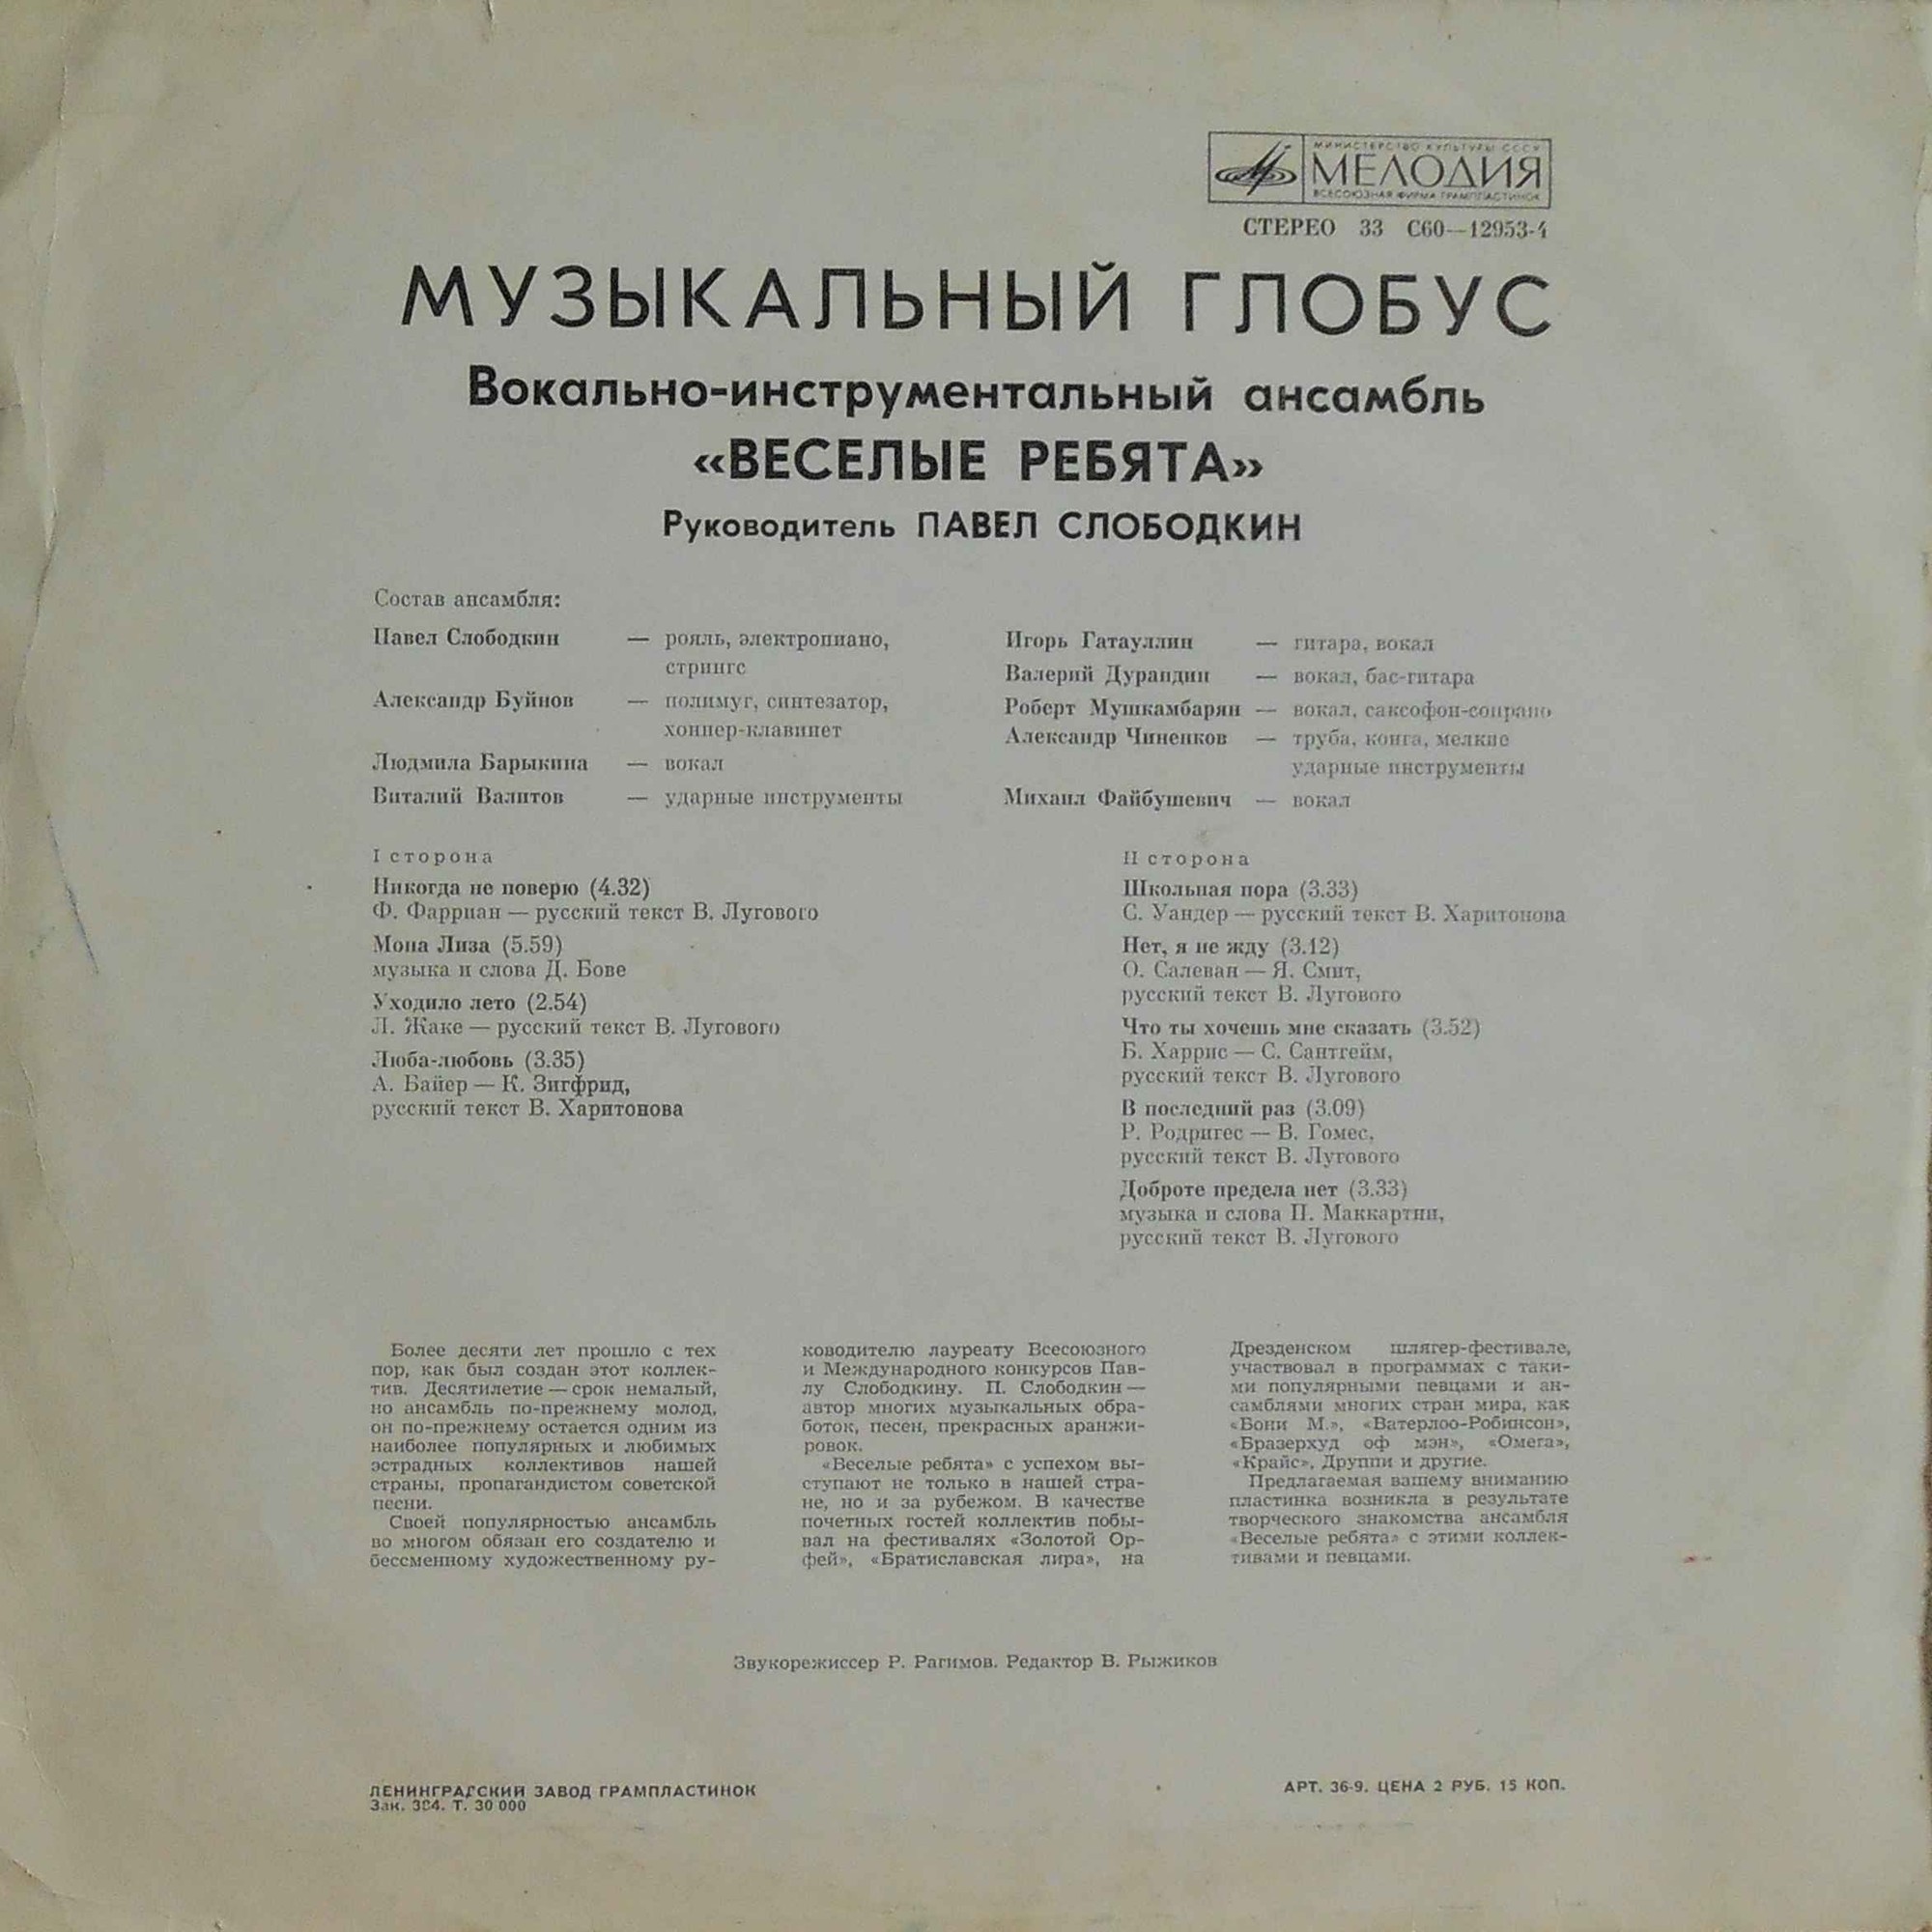 МИНИСТЕРСТВО КУЛЬТУРЫ СССР
МЕЛОДИЯ
ВСЕСОЮЗНАЯ ФИРМА ГРАМПЛАСТИНОК
СТЕРЕО 33 С60—12953-4
МУЗЫКАЛЬНЫЙ ГЛОБУС
Вокально-инструментальный ансамбль
«ВЕСЕЛЫЕ РЕБЯТА»
Руководитель ПАВЕЛ СЛОБОДКИН
Состав ансамбля:
Павел Слободкин — рояль, электропиано,
стрингс
Александр Буйнов — полимуг, синтезатор,
хоннер-клавинет
Людмила Барыкина — вокал
Виталий Валитов — ударные инструменты
Игорь Гатауллин — гитара, вокал
Валерий Дурандин — вокал, бас-гитара
Роберт Мушкамбарян — вокал, саксофон-сопрано
Александр Чиненков — труба, конга, мелкие
ударные инструменты
Михаил Файбушевич — вокал
I сторона
Никогда не поверю (4.32)
Ф. Фарриан — русский текст В. Лугового
Мона Лиза (5.59)
музыка и слова Д. Бове
Уходило лето (2.54)
Л. Жаке — русский текст В. Лугового
Люба-любовь (3.35)
А. Байер — К. Зигфрид,
русский текст В. Харитонова
II сторона
Школьная пора (3.33)
С. Уандер — русский текст В. Харитонова
Нет, я не жду (3.12)
О. Салеван — Я. Смит,
русский текст В. Лугового
Что ты хочешь мне сказать (3.52)
Б. Харрис — С. Сантгейм,
русский текст В. Лугового
В последний раз (3.09)
Р. Родригес — В. Гомес,
русский текст В. Лугового
Доброте предела нет (3.33)
музыка и слова П. Маккартни,
русский текст В. Лугового
Более десяти лет прошло с тех
пор, как был создан этот коллек-
тив. Десятилетие — срок немалый,
но ансамбль по-прежнему молод,
он по-прежнему остается одним из
наиболее популярных и любимых
эстрадных коллективов нашей
страны, пропагандистом советской
песни.
Своей популярностью ансамбль
во многом обязан его создателю и
бессменному художественному ру-
ководителю лауреату Всесоюзного
и Международного конкурсов Пав-
лу Слободкину. П. Слободкин —
автор многих музыкальных обра-
боток, песен, прекрасных аранжи-
ровок.
«Веселые ребята» с успехом вы-
ступают не только в нашей стра-
не, но и за рубежом. В качестве
почетных гостей коллектив побы-
вал на фестивалях «Золотой Ор-
фей», «Братиславская лира», на
Дрезденском шлягер-фестивале,
участвовал в программах с таки-
ми популярными певцами и ан-
самблями многих стран мира, как
«Бони М.», «Ватерлоо-Робинсон»,
«Бразерхуд оф мэн», «Омега»,
«Крайс», Друппи и другие.
Предлагаемая вашему вниманию
пластинка возникла в результате
творческого знакомства ансамбля
«Веселые ребята» с этими коллек-
тивами и певцами.
Звукорежиссер Р. Рагимов. Редактор В. Рыжиков
ЛЕНИНГРАДСКИЙ ЗАВОД ГРАМПЛАСТИНОК
Зак. 384. Т. 30 000
АРТ. 36-9. ЦЕНА 2 РУБ. 15 КОП.